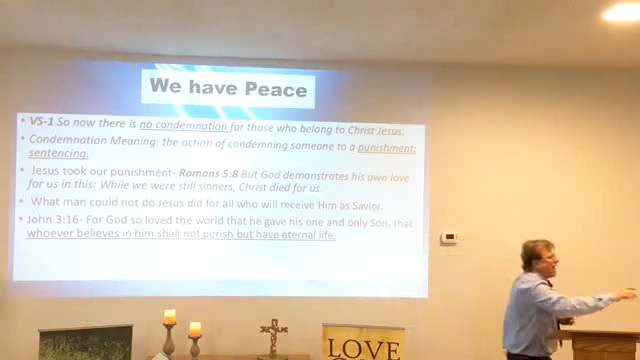 We have Peace
• VS-1 So now there is no condemnation for those who belong to Christ Jesus.
• Condemnation Meaning: the action of condemning someone to a punishment:
sentencing.
• Jesus took our punishment- Romans 5:8 But God demonstrates his own love
for us in this: While we were still sinners, Christ died for us.
• What man could not do Jesus did for all who will receive Him as Savior.
• John 3:16- For God so loved the world that he gave his one and only Son, that
whoever believes in him shall not perish but have eternal life.
LOVE